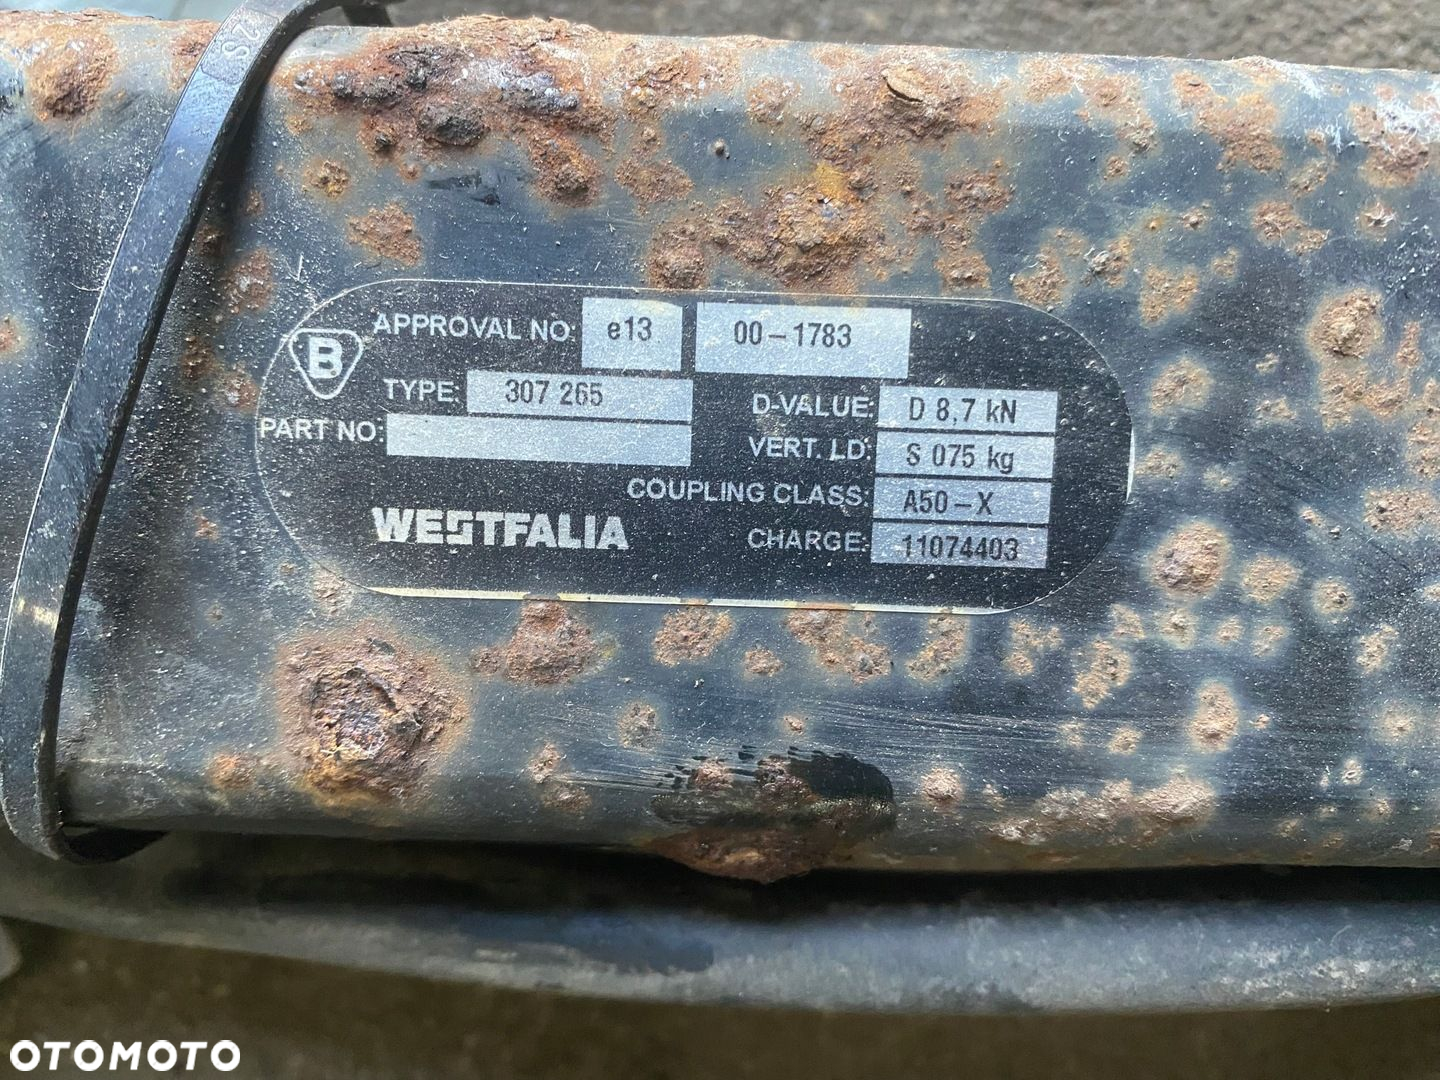 B
APPROVAL NO: e13 00-1783
TYPE: 307 265
PART NO:
D-VALUE: D 8,7 kN
VERT. LD: S 075 kg
COUPLING CLASS: A50-X
CHARGE: 11074403
WESTFALIA
OTOMOTO